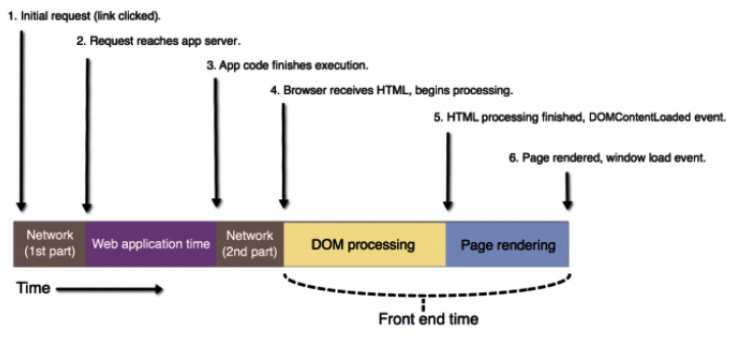 1. Initial request (link clicked).
2. Request reaches app server.
3. App code finishes execution.
4. Browser receives HTML, begins processing.
5. HTML processing finished, DOMContentLoaded event.
6. Page rendered, window load event.
Network
(1st part)
Web application time
Network
(2nd part)
DOM processing
Page rendering
Time
Front end time